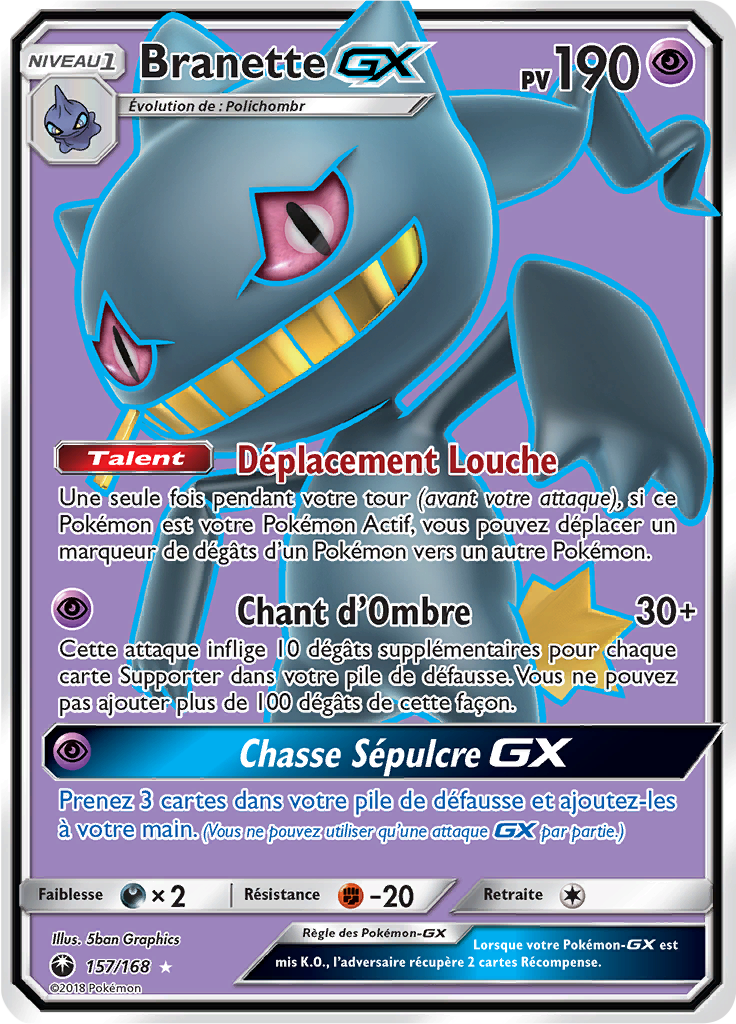 NIVEAU 1 Branette GX PV 190
Évolution de : Polichombr
Talent Déplacement Louche
Une seule fois pendant votre tour (avant votre attaque), si ce
Pokémon est votre Pokémon Actif, vous pouvez déplacer un
marqueur de dégâts d'un Pokémon vers un autre Pokémon.
Chant d'Ombre 30+
Cette attaque inflige 10 dégâts supplémentaires pour chaque
carte Supporter dans votre pile de défausse. Vous ne pouvez
pas ajouter plus de 100 dégâts de cette façon.
Chasse Sépulcre GX
Prenez 3 cartes dans votre pile de défausse et ajoutez-les
à votre main. (Vous ne pouvez utiliser qu'une attaque GX par partie.)
Faiblesse ×2 Résistance -20 Retraite
Illus. 5ban Graphics
157/168
©2018 Pokémon
Règle des Pokémon-GX
Lorsque votre Pokémon-GX est
mis K.O., l'adversaire récupère 2 cartes Récompense.